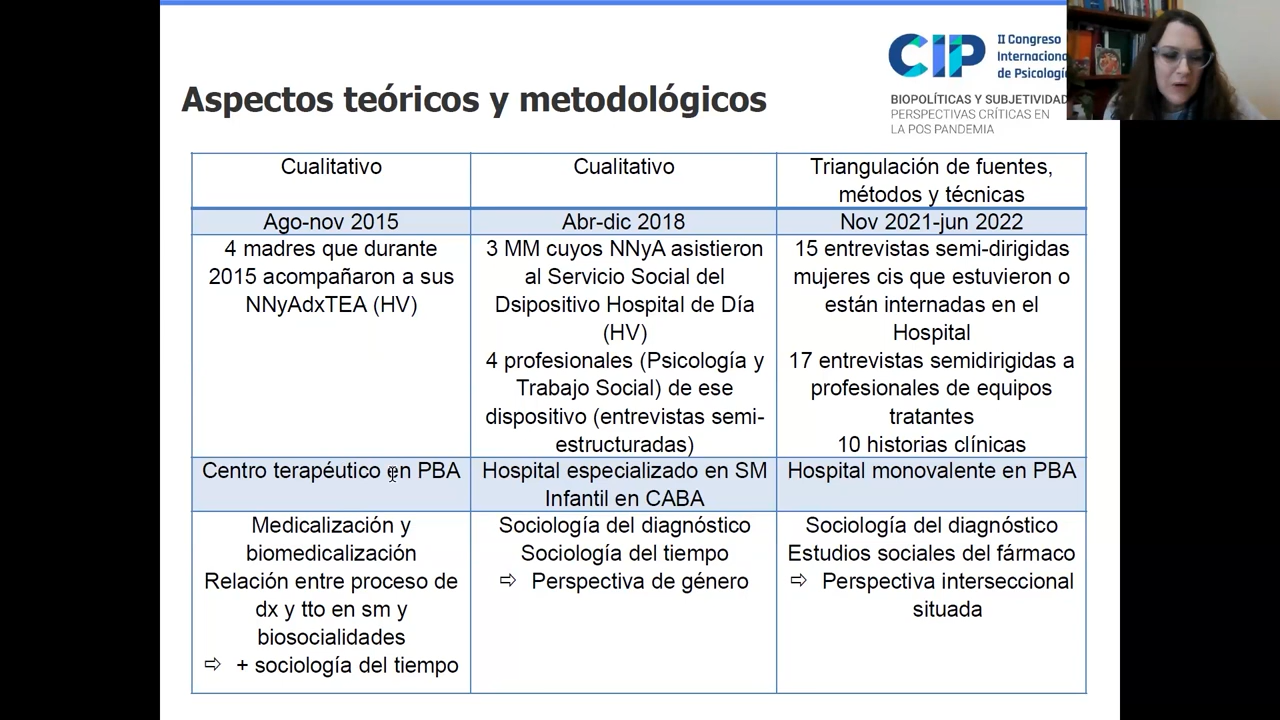 CIP
II Congreso
Internaciona
de Psicologí
BIOPOLÍTICAS Y SUBJETIVIDAD
PERSPECTIVAS CRÍTICAS EN
LA POS PANDEMIA
Aspectos teóricos y metodológicos
Cualitativo
Cualitativo
Triangulación de fuentes,
métodos y técnicas
Ago-nov 2015
Abr-dic 2018
Nov 2021-jun 2022
4 madres que durante
2015 acompañaron a sus
NNyAdxTEA (HV)
3 MM cuyos NNyA asistieron
al Servicio Social del
Dsipositivo Hospital de Día
(HV)
4 profesionales (Psicología y
Trabajo Social) de ese
dispositivo (entrevistas semi-
estructuradas)
15 entrevistas semi-dirigidas
mujeres cis que estuvieron o
están internadas en el
Hospital
17 entrevistas semidirigidas a
profesionales de equipos
tratantes
10 historias clínicas
Centro terapéutico en PBA
Hospital especializado en SM
Infantil en CABA
Hospital monovalente en PBA
Medicalización y
biomedicalización
Relación entre proceso de
dx y tto en sm y
biosocialidades
⇨ + sociología del tiempo
Sociología del diagnóstico
Sociología del tiempo
⇨ Perspectiva de género
Sociología del diagnóstico
Estudios sociales del fármaco
⇨ Perspectiva interseccional
situada